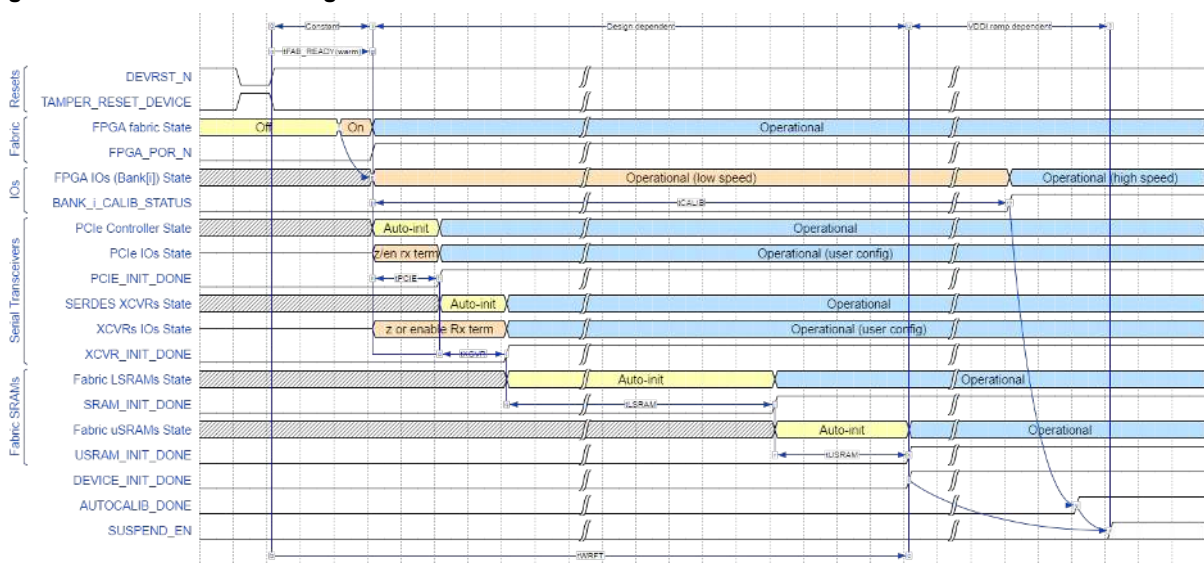 Constant
Design dependent
VDDI ramp dependent
tFAB_READY(warm)
Resets
DEVRST_N
TAMPER_RESET_DEVICE
Fabric
FPGA fabric State Off On Operational
FPGA_POR_N
IOs
FPGA IOs (Bank[i]) State Operational (low speed) Operational (high speed)
BANK_i_CALIB_STATUS tCALIB
Serial Transceivers
PCIe Controller State Auto-init Operational
PCIe IOs State z/en rx term Operational (user config)
PCIE_INIT_DONE tPCIE
SERDES XCVRs State Auto-init Operational
XCVRs IOs State z or enable Rx term Operational (user config)
XCVR_INIT_DONE tXCVR
Fabric SRAMs
Fabric LSRAMs State Auto-init Operational
SRAM_INIT_DONE tLSRAM
Fabric uSRAMs State Auto-init Operational
USRAM_INIT_DONE tUSRAM
DEVICE_INIT_DONE
AUTOCALIB_DONE
SUSPEND_EN
tWRFT